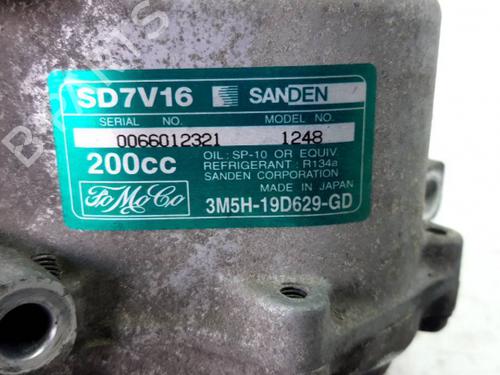 SD7V16 SANDEN
SERIAL NO. MODEL NO.
0066012321 1248
200cc OIL: SP-10 OR EQUIV.
REFRIGERANT: R134a
SANDEN CORPORATION
MADE IN JAPAN
FoMoCo 3M5H-19D629-GD